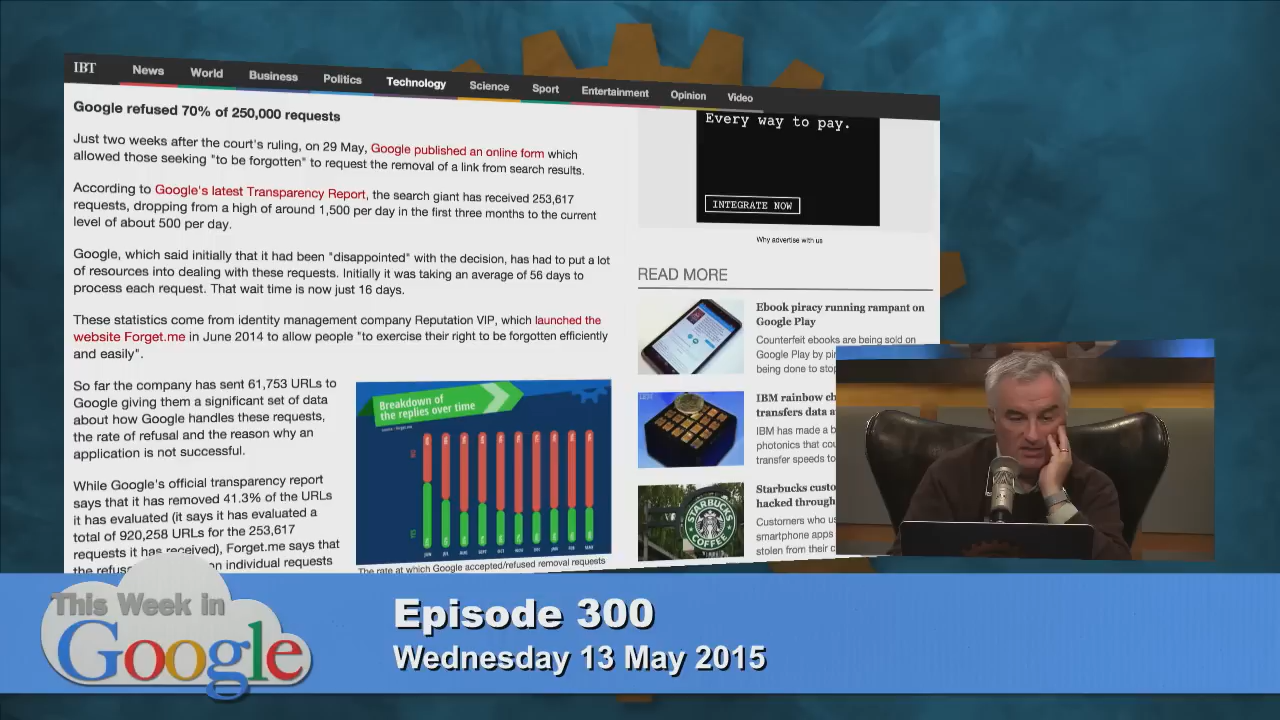 IBT
News
World
Business
Politics
Technology
Science
Sport
Entertainment
Opinion
Video
Google refused 70% of 250,000 requests
Just two weeks after the court's ruling, on 29 May, Google published an online form which
allowed those seeking "to be forgotten" to request the removal of a link from search results.
According to Google's latest Transparency Report, the search giant has received 253,617
requests, dropping from a high of around 1,500 per day in the first three months to the current
level of about 500 per day.
Google, which said initially that it had been "disappointed" with the decision, has had to put a lot
of resources into dealing with these requests. Initially it was taking an average of 56 days to
process each request. That wait time is now just 16 days.
These statistics come from identity management company Reputation VIP, which launched the
website Forget.me in June 2014 to allow people "to exercise their right to be forgotten efficiently
and easily".
So far the company has sent 61,753 URLs to
Google giving them a significant set of data
about how Google handles these requests,
the rate of refusal and the reason why an
application is not successful.
While Google's official transparency report
says that it has removed 41.3% of the URLs
it has evaluated (it says it has evaluated a
total of 920,258 URLs for the 253,617
requests it has received), Forget.me says that
the refus
on individual requests
Breakdown of
the replies over time
The rate at which Google accepted/refused removal requests
Every way to pay.
INTEGRATE NOW
Why advertise with us
READ MORE
Ebook piracy running rampant on
Google Play
Counterfeit ebooks are being sold on
Google Play by pir
being done to stop
IBM rainbow ch
transfers data a
IBM has made a b
photonics that cou
transfer speeds to
Starbucks custo
hacked through
Customers who us
smartphone apps
stolen from their c
STARBUCKS
COFFEE
This Week in
Google
Episode 300
Wednesday 13 May 2015